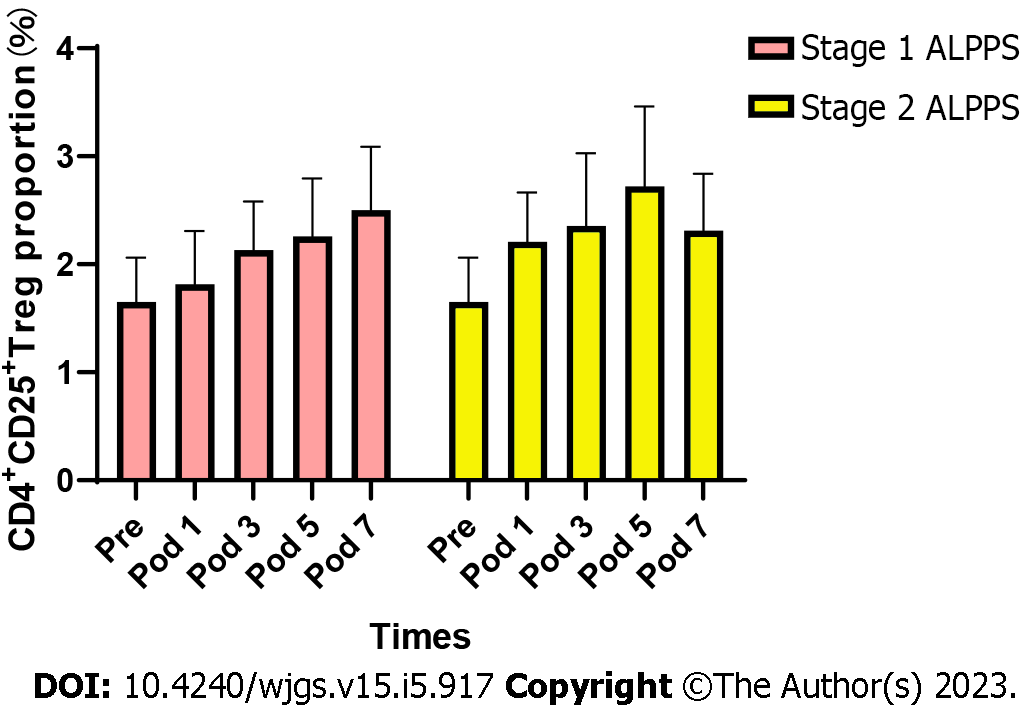 CD4⁺CD25⁺Treg proportion (%)
4
3
2
1
0
Stage 1 ALPPS
Stage 2 ALPPS
Pre
Pod 1
Pod 3
Pod 5
Pod 7
Pre
Pod 1
Pod 3
Pod 5
Pod 7
Times
DOI: 10.4240/wjgs.v15.i5.917 Copyright ©The Author(s) 2023.